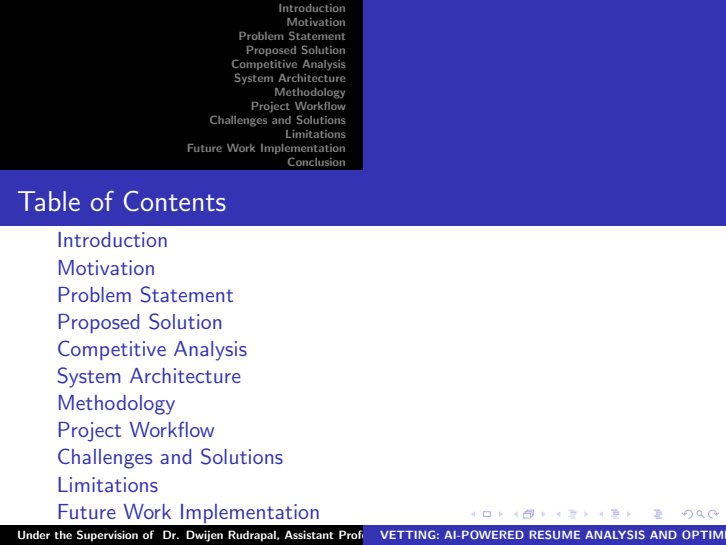 Introduction
Motivation
Problem Statement
Proposed Solution
Competitive Analysis
System Architecture
Methodology
Project Workflow
Challenges and Solutions
Limitations
Future Work Implementation
Conclusion
Table of Contents
Introduction
Motivation
Problem Statement
Proposed Solution
Competitive Analysis
System Architecture
Methodology
Project Workflow
Challenges and Solutions
Limitations
Future Work Implementation
Under the Supervision of Dr. Dwijen Rudrapal, Assistant Prof
VETTING: AI-POWERED RESUME ANALYSIS AND OPTIM